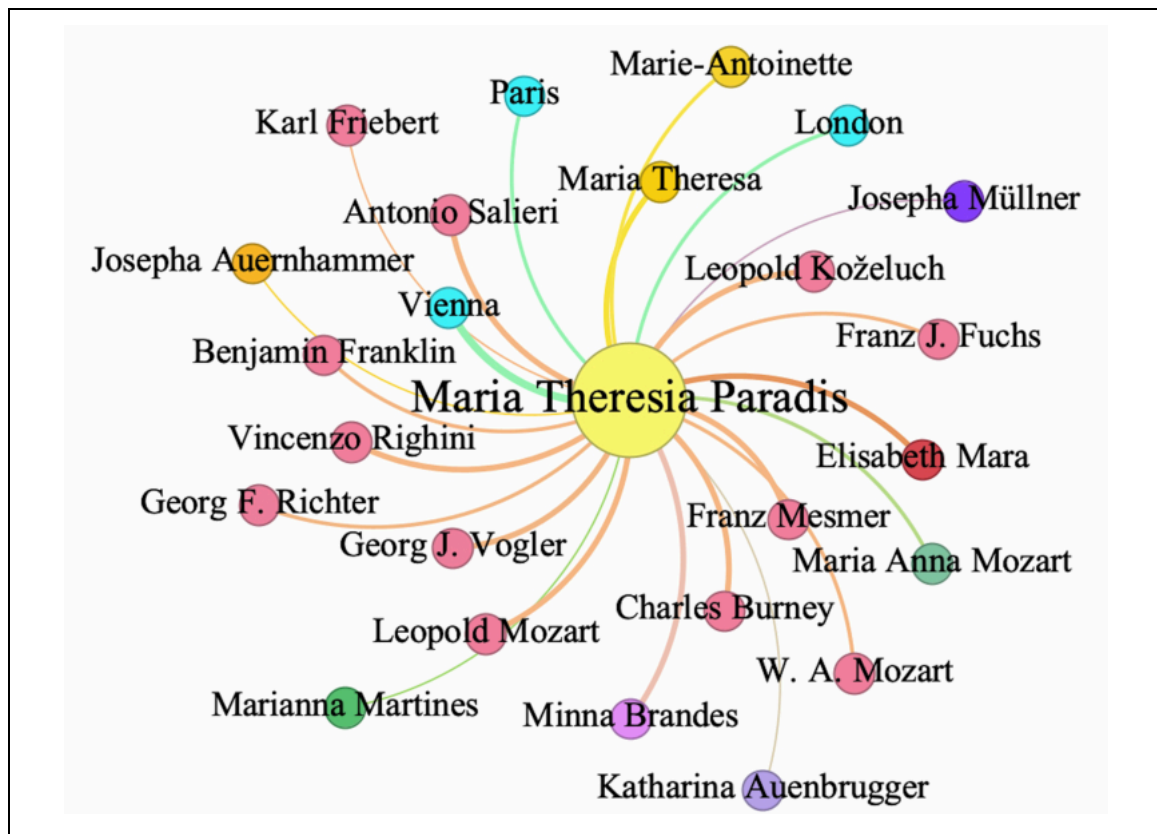 Marie-Antoinette
Paris
Karl Friebert
London
Maria Theresa
Josepha Müllner
Antonio Salieri
Josepha Auernhammer
Leopold Koželuch
Vienna
Franz J. Fuchs
Benjamin Franklin
Maria Theresia Paradis
Vincenzo Righini
Elisabeth Mara
Georg F. Richter
Franz Mesmer
Georg J. Vogler
Maria Anna Mozart
Charles Burney
Leopold Mozart
W. A. Mozart
Marianna Martines
Minna Brandes
Katharina Auenbrugger